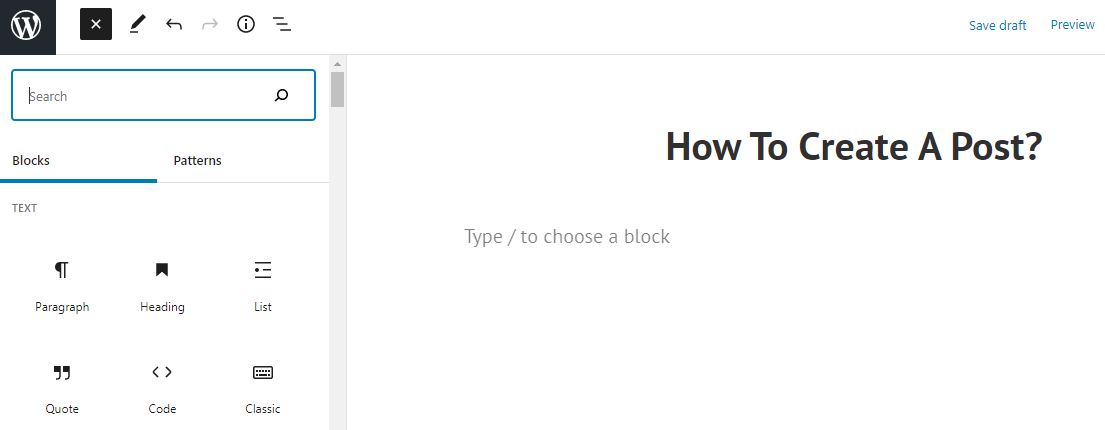 Save draft Preview
Search
How To Create A Post?
Blocks Patterns
TEXT
Type / to choose a block
Paragraph Heading List
Quote Code Classic